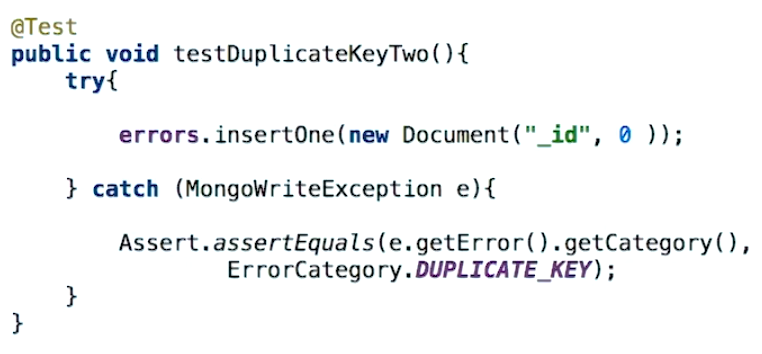 @Test
public void testDuplicateKeyTwo(){
    try{
        errors.insertOne(new Document("_id", 0 ));
    } catch (MongoWriteException e){
        Assert.assertEquals(e.getError().getCategory(),
                ErrorCategory.DUPLICATE_KEY);
    }
}